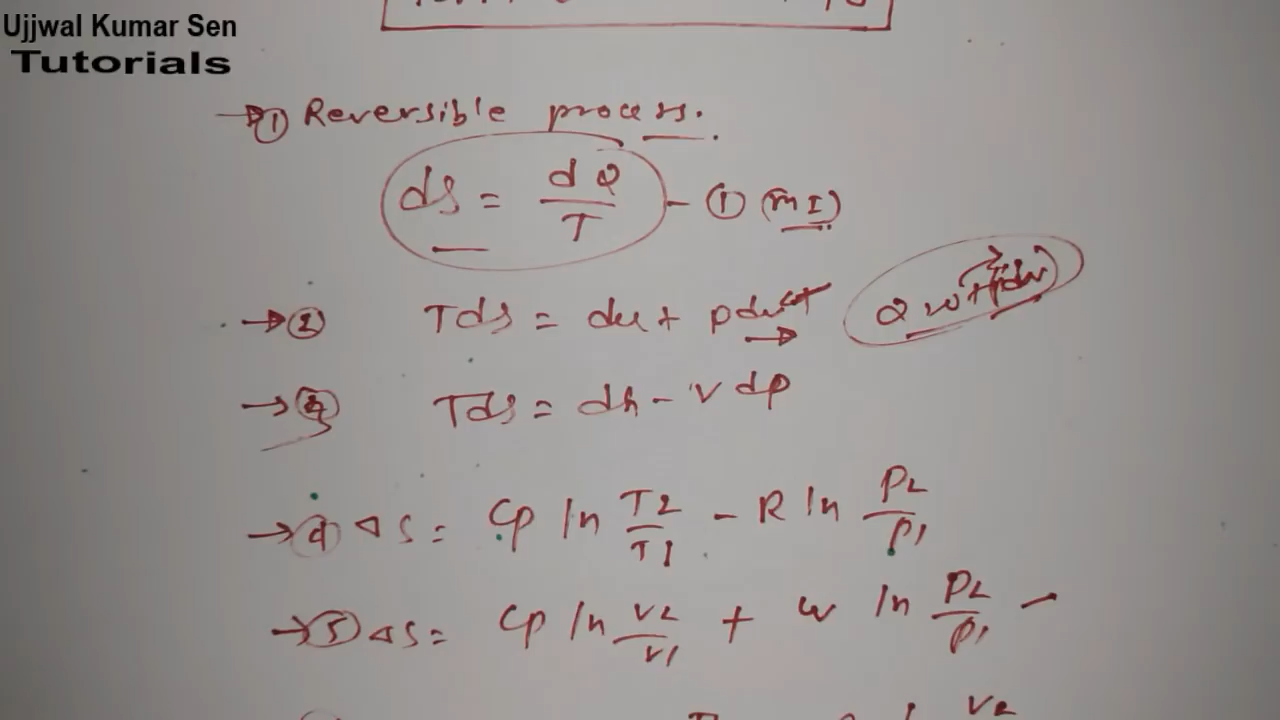 Ujjwal Kumar Sen
Tutorials
→① Reversible process.
ds = dQ/T - ① (m I)
→② Tds = du + pdv
→ Tds = dh - v dp
→④ ΔS = Cp ln T2/T1 - R ln P2/P1
→⑤ ΔS = Cp ln V2/V1 + Cv ln P2/P1 -
V2